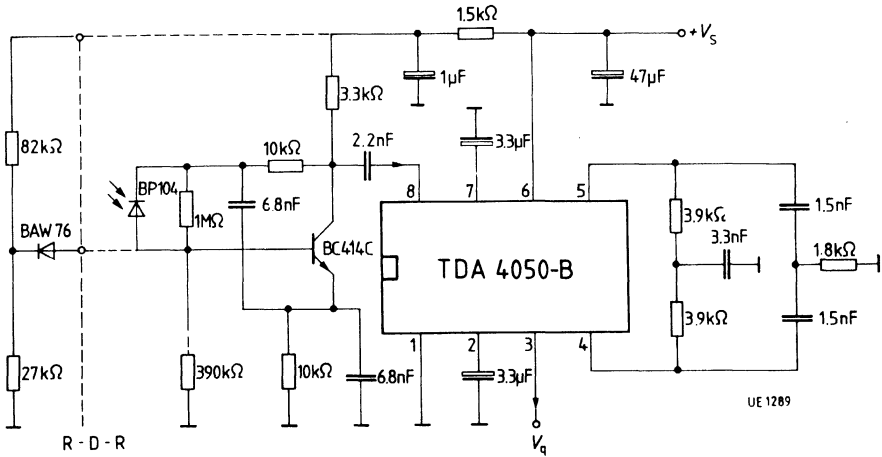 1.5kΩ
+Vs
1µF
47µF
3.3kΩ
82kΩ
10kΩ
2.2nF
3.3µF
8 7 6 5
BP104
1MΩ
6.8nF
3.9kΩ
1.5nF
3.3nF
BAW 76
BC414C
TDA 4050-B
1.8kΩ
3.9kΩ
1.5nF
1 2 3 4
27kΩ
390kΩ
10kΩ
6.8nF
3.3µF
UE 1289
R - D - R
Vq